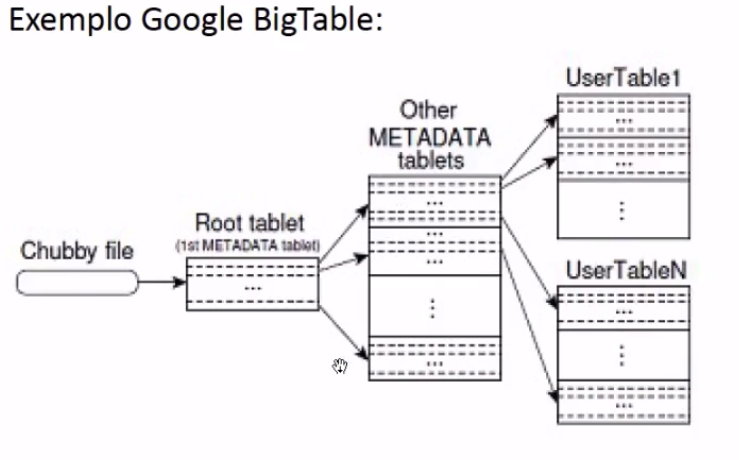 Exemplo Google BigTable:
UserTable1
...
...
⋮
Other
METADATA
tablets
...
...
...
⋮
...
Root tablet
(1st METADATA tablet)
...
Chubby file
UserTableN
...
⋮
...